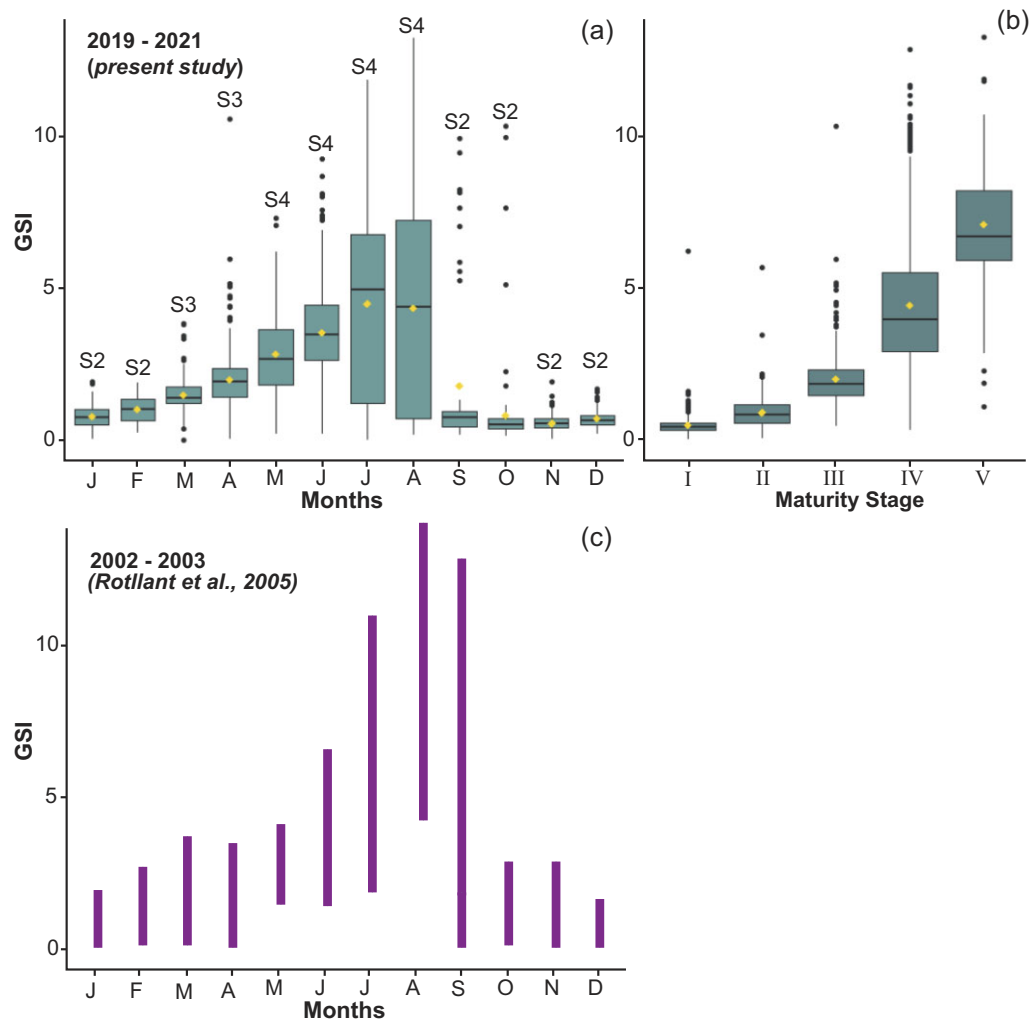 2019 - 2021
(present study)
(a)
GSI
10
5
0
S2
S2
S3
S3
S4
S4
S4
S4
S2
S2
S2
S2
J
F
M
A
M
J
J
A
S
O
N
D
Months
(b)
10
5
0
I
II
III
IV
V
Maturity Stage
2002 - 2003
(Rotllant et al., 2005)
(c)
GSI
10
5
0
J
F
M
A
M
J
J
A
S
O
N
D
Months